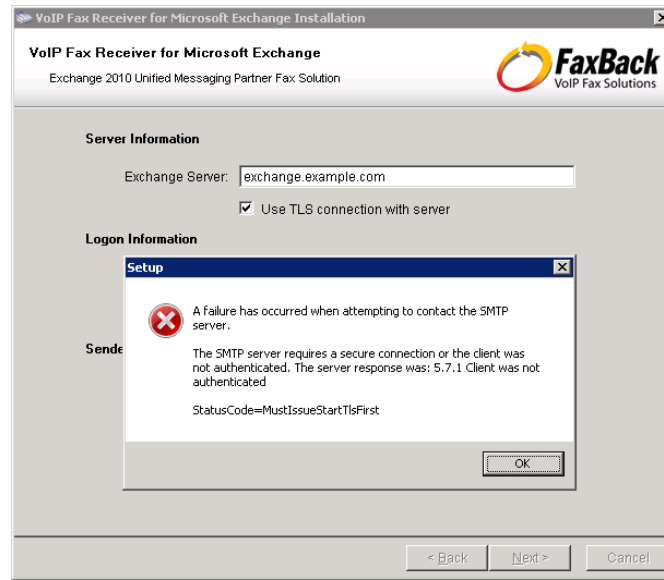 VoIP Fax Receiver for Microsoft Exchange Installation
VoIP Fax Receiver for Microsoft Exchange
Exchange 2010 Unified Messaging Partner Fax Solution
FaxBack
VoIP Fax Solutions
Server Information
Exchange Server: exchange.example.com
Use TLS connection with server
Logon Information
Setup
A failure has occurred when attempting to contact the SMTP
server.
Sende
The SMTP server requires a secure connection or the client was
not authenticated. The server response was: 5.7.1 Client was not
authenticated
StatusCode=MustIssueStartTlsFirst
OK
< Back
Next >
Cancel